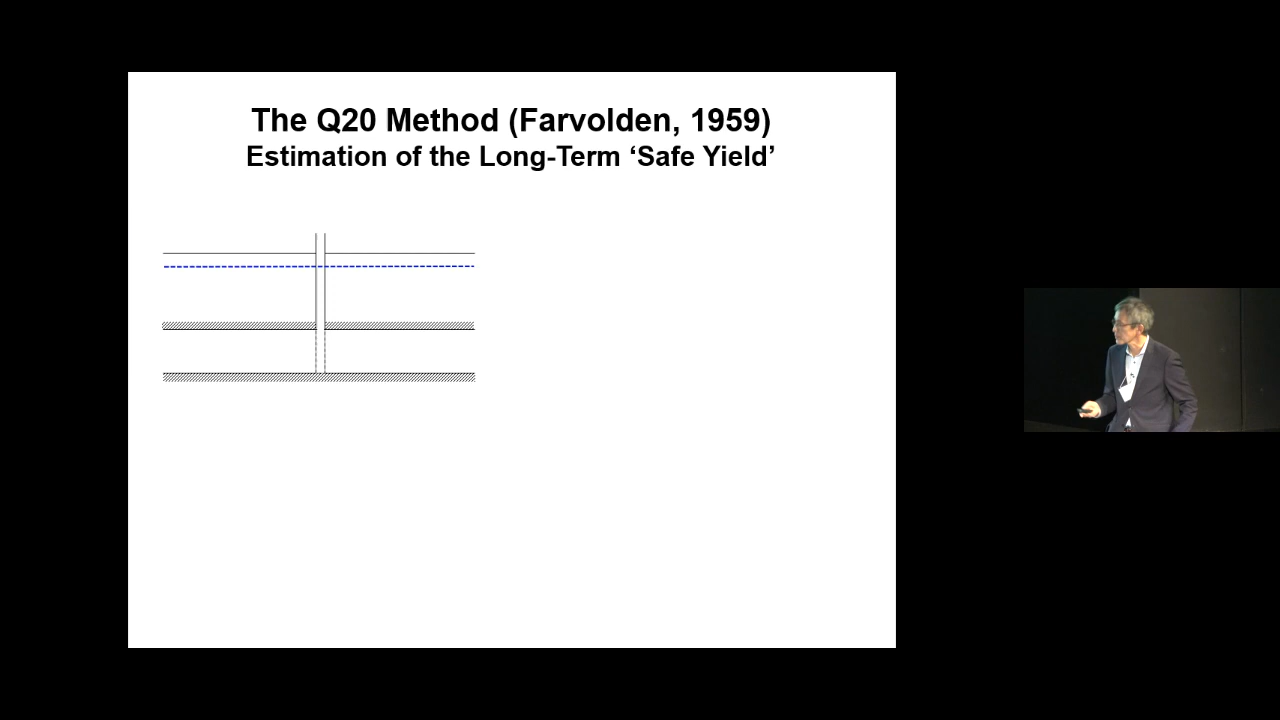 The Q20 Method (Farvolden, 1959)
Estimation of the Long-Term ‘Safe Yield’